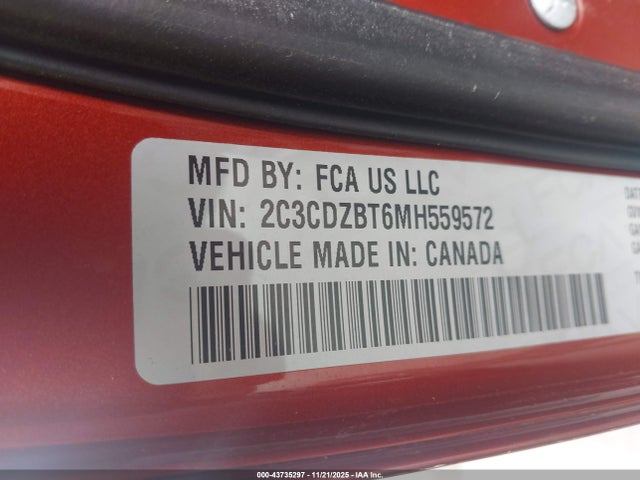 MFD BY: FCA US LLC
VIN: 2C3CDZBT6MH559572
VEHICLE MADE IN: CANADA
000-43735297 - 11/21/2025 - IAA, Inc.